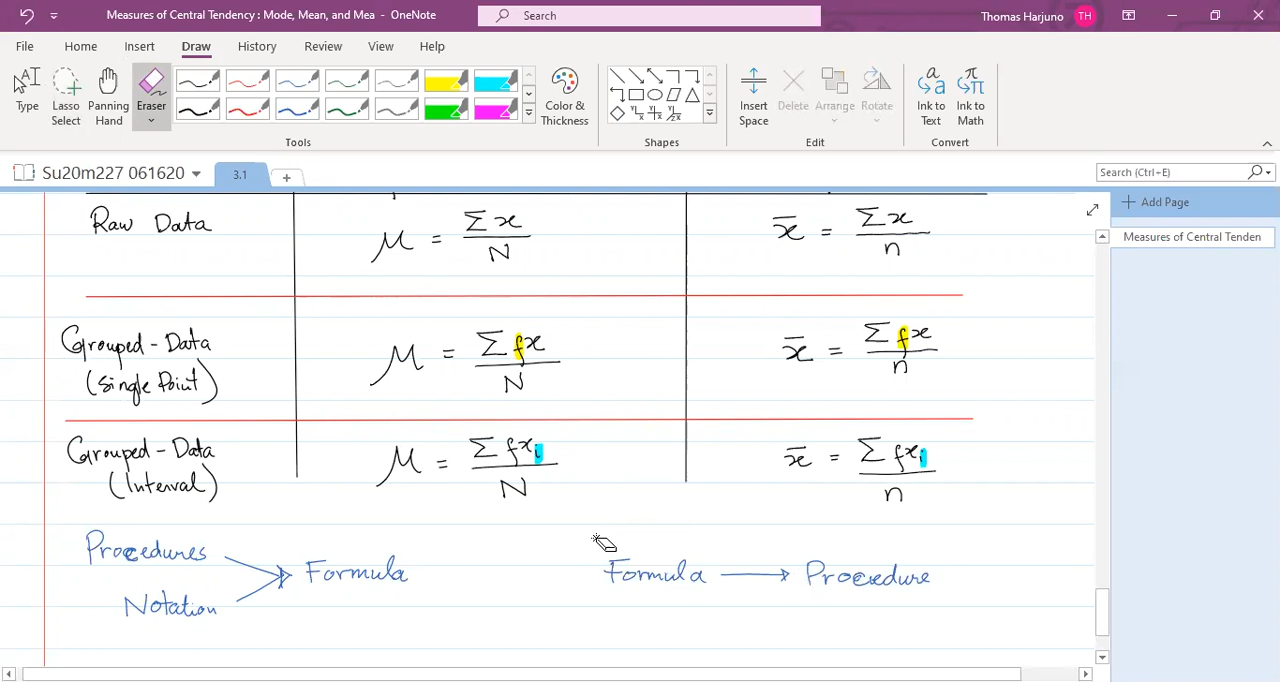 Measures of Central Tendency : Mode, Mean, and Mea - OneNote
Search
Thomas Harjuno
TH
File Home Insert Draw History Review View Help
Type
Lasso Select
Panning Hand
Eraser
Color & Thickness
Insert Space
Delete
Arrange
Rotate
Ink to Text
Ink to Math
Tools
Shapes
Edit
Convert
Su20m227 061620
3.1
Search (Ctrl+E)
Add Page
Measures of Central Tenden
Raw Data μ = Σx / N x̄ = Σx / n
Grouped-Data
(Single Point) μ = Σfx / N x̄ = Σfx / n
Grouped-Data
(Interval) μ = Σfxᵢ / N x̄ = Σfxᵢ / n
Procedures
Notation
Formula
Formula → Procedure